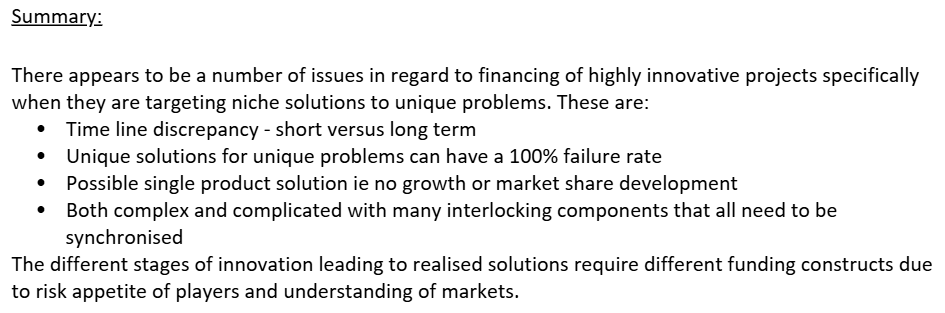 Summary:
There appears to be a number of issues in regard to financing of highly innovative projects specifically
when they are targeting niche solutions to unique problems. These are:
• Time line discrepancy - short versus long term
• Unique solutions for unique problems can have a 100% failure rate
• Possible single product solution ie no growth or market share development
• Both complex and complicated with many interlocking components that all need to be
synchronised
The different stages of innovation leading to realised solutions require different funding constructs due
to risk appetite of players and understanding of markets.